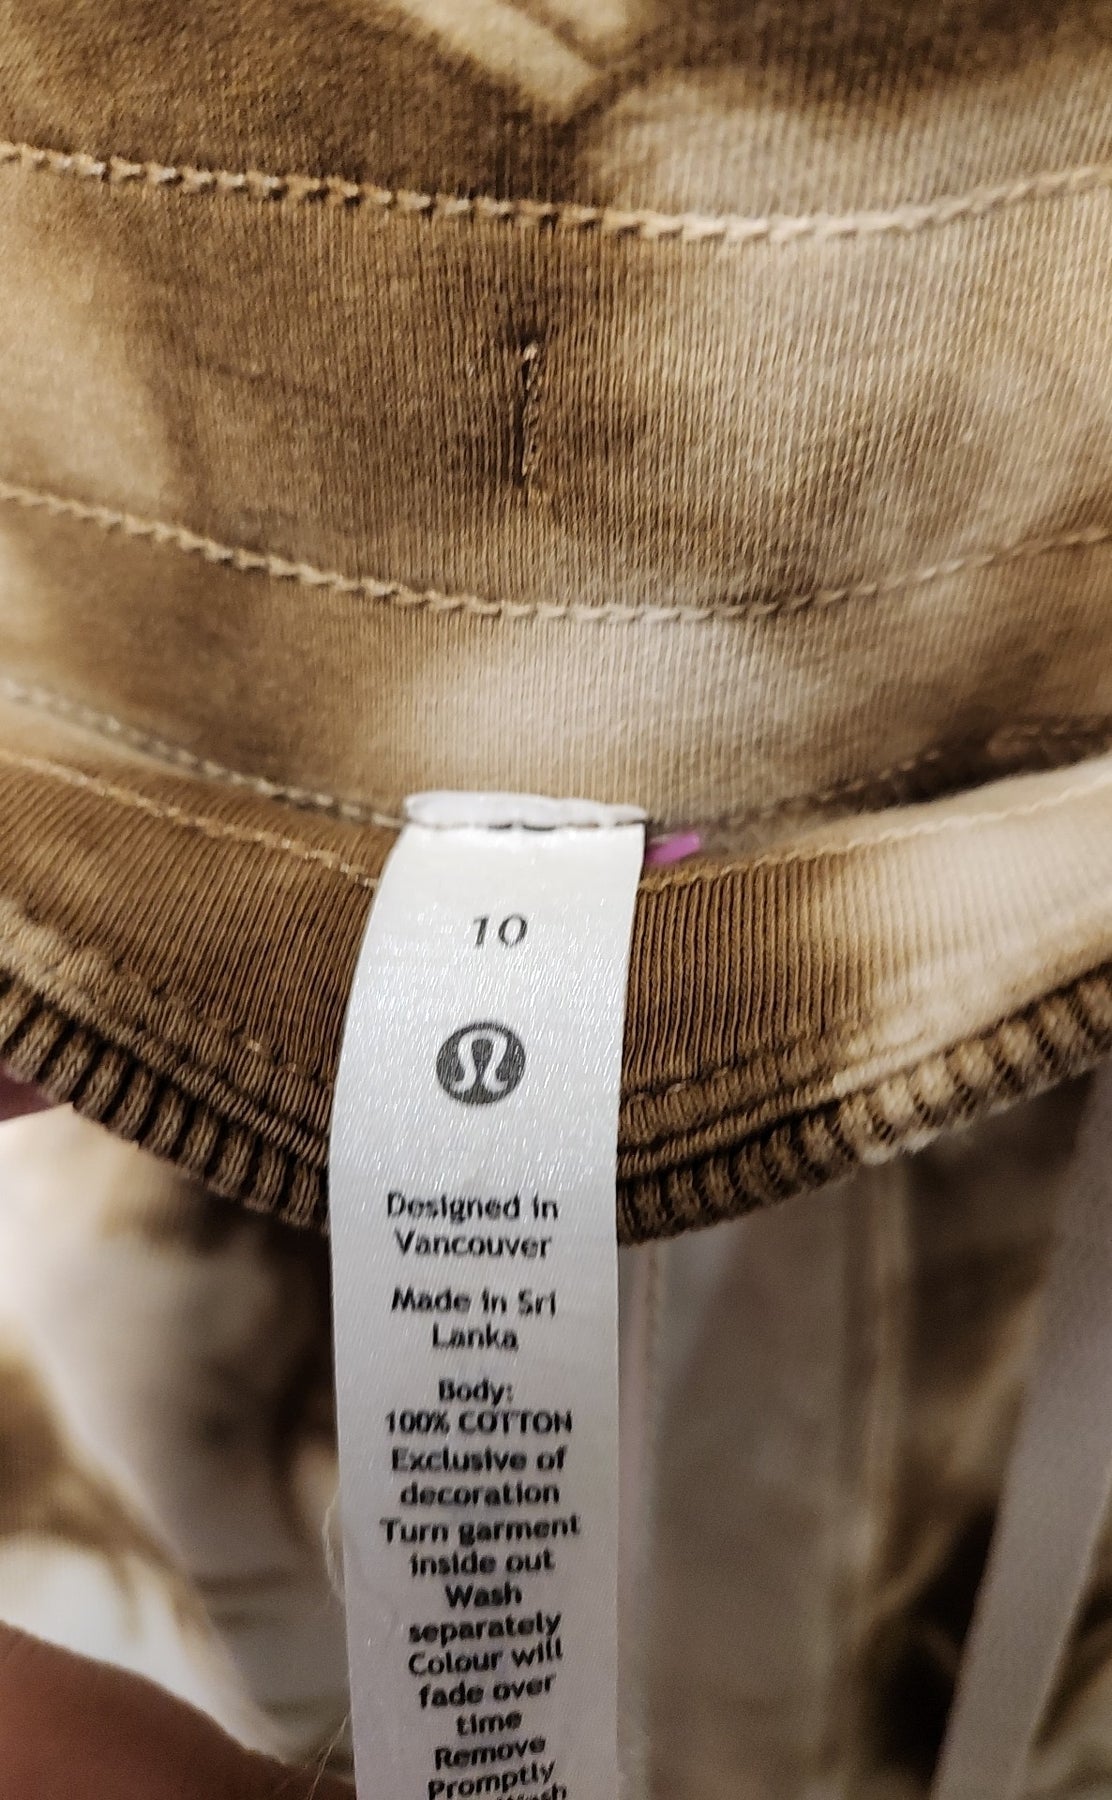 10
Designed in
Vancouver
Made in Sri
Lanka
Body:
100% COTTON
Exclusive of
decoration
Turn garment
inside out
Wash
separately
Colour will
fade over
time
Remove
Promptly
Wash